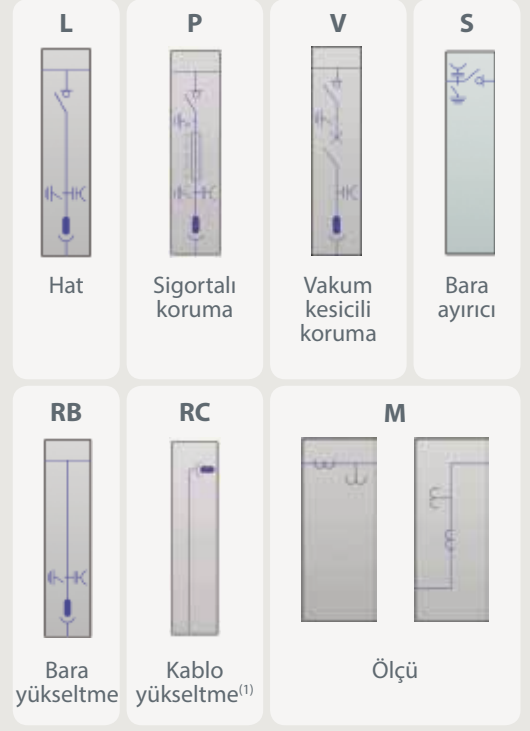 L
Hat
P
Sigortalı
koruma
V
Vakum
kesicili
koruma
S
Bara
ayırıcı
RB
Bara
yükseltme
RC
Kablo
yükseltme(1)
M
Ölçü